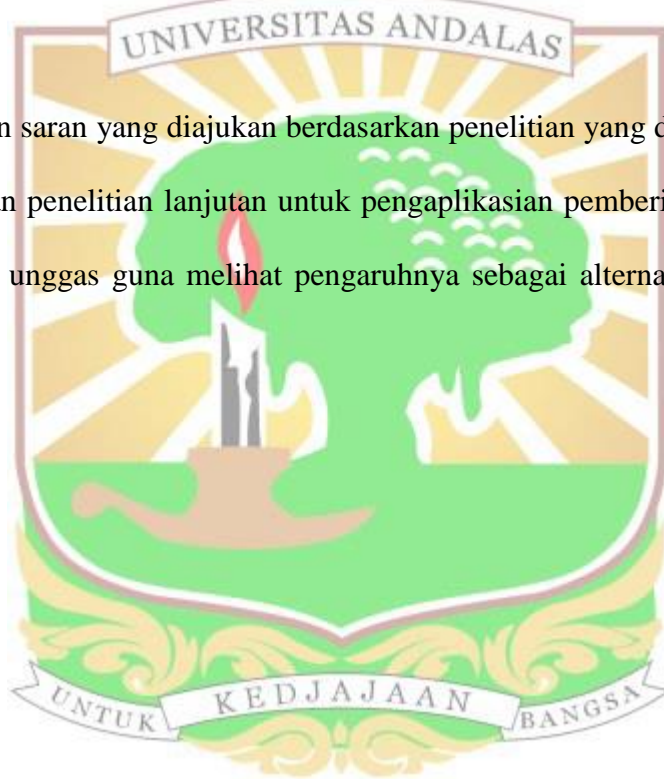 UNIVERSITAS ANDALAS
n saran yang diajukan berdasarkan penelitian yang d
an penelitian lanjutan untuk pengaplikasian pemberi
unggas guna melihat pengaruhnya sebagai alterna
UNTUK KEDJAJAAN BANGSA